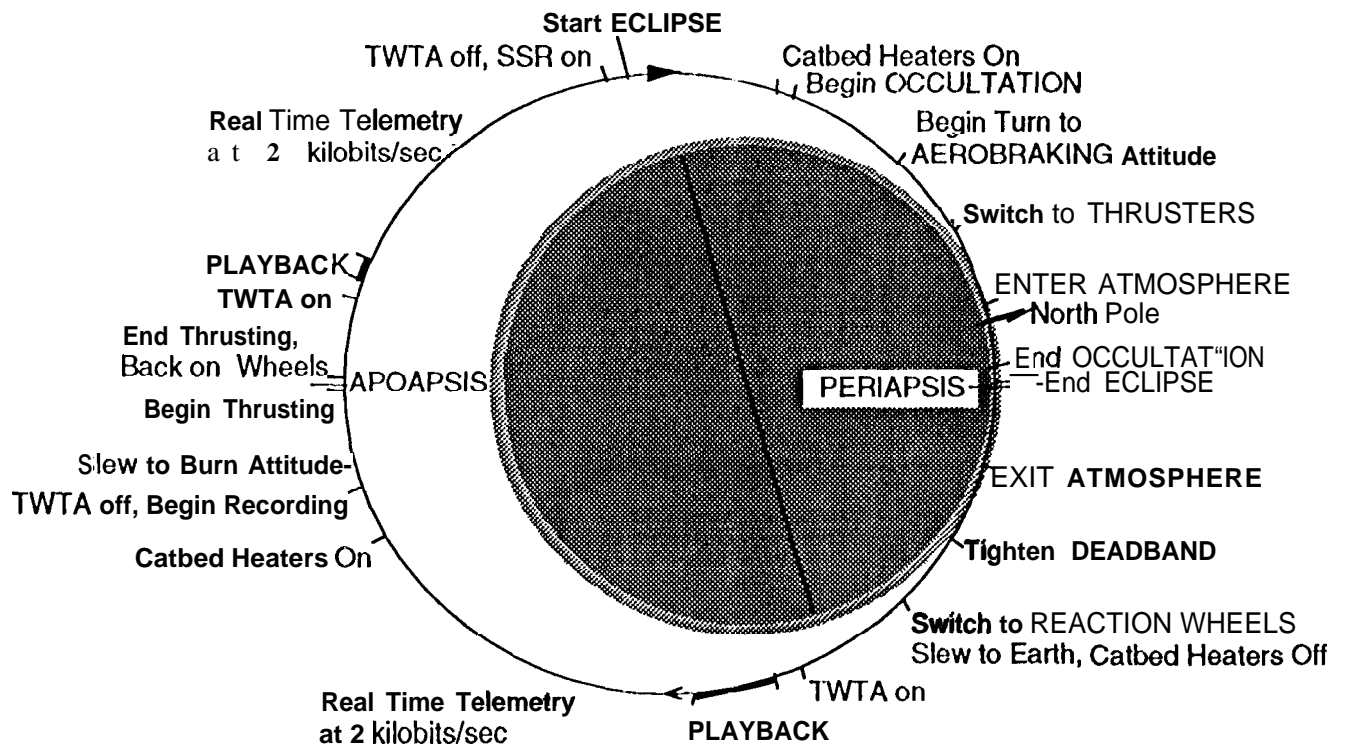 Start ECLIPSE
TWTA off, SSR on
Catbed Heaters On
Begin OCCULTATION
Real Time Telemetry
a t 2 kilobits/sec
Begin Turn to
AEROBRAKING Attitude
Switch to THRUSTERS
PLAYBACK
TWTA on
ENTER ATMOSPHERE
North Pole
End Thrusting,
Back on Wheels
APOAPSIS
Begin Thrusting
End OCCULTAT“ION
PERIAPSIS
-End ECLIPSE
Slew to Burn Attitude-
TWTA off, Begin Recording
EXIT ATMOSPHERE
Catbed Heaters On
Tighten DEADBAND
Switch to REACTION WHEELS
Slew to Earth, Catbed Heaters Off
TWTA on
Real Time Telemetry
at 2 kilobits/sec
PLAYBACK